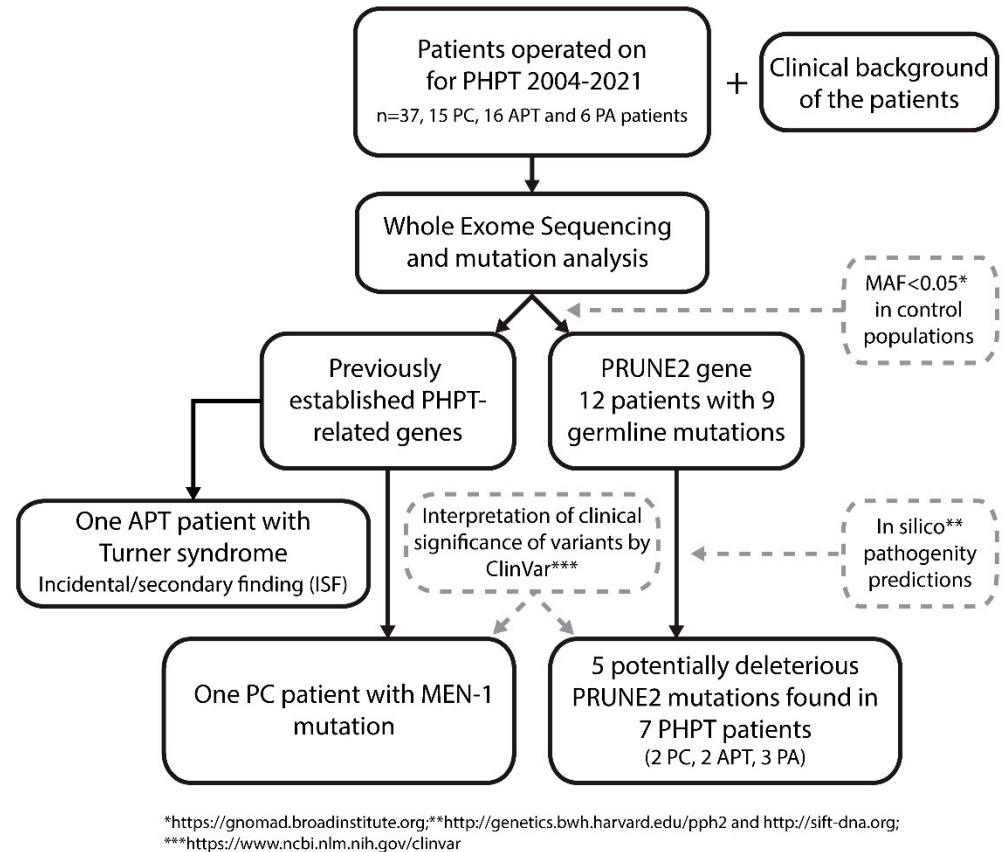 Patients operated on
for PHPT 2004-2021
n=37, 15 PC, 16 APT and 6 PA patients
+
Clinical background
of the patients
Whole Exome Sequencing
and mutation analysis
MAF<0.05*
in control
populations
Previously
established PHPT-
related genes
PRUNE2 gene
12 patients with 9
germline mutations
One APT patient with
Turner syndrome
Incidental/secondary finding (ISF)
Interpretation of clinical
significance of variants by
ClinVar***
In silico**
pathogenity
predictions
One PC patient with MEN-1
mutation
5 potentially deleterious
PRUNE2 mutations found in
7 PHPT patients
(2 PC, 2 APT, 3 PA)
*https://gnomad.broadinstitute.org;**http://genetics.bwh.harvard.edu/pph2 and http://sift-dna.org;
***https://www.ncbi.nlm.nih.gov/clinvar